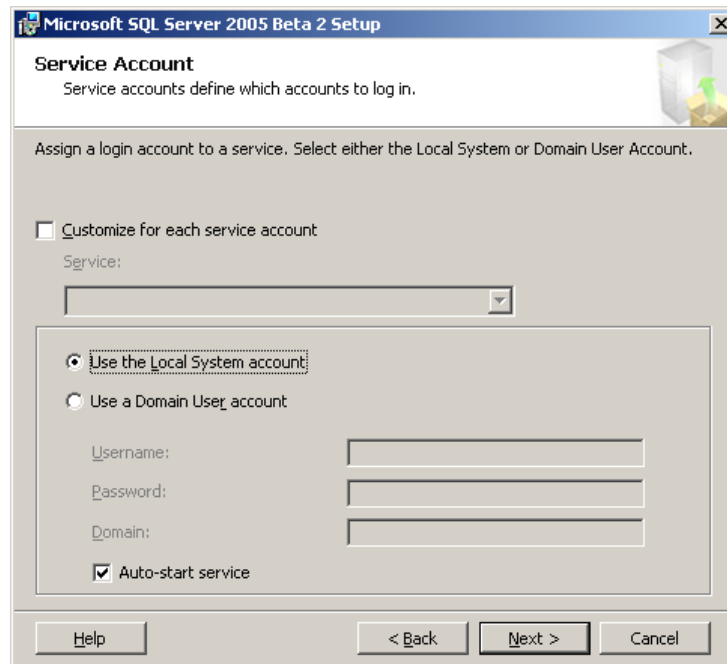 Microsoft SQL Server 2005 Beta 2 Setup
Service Account
Service accounts define which accounts to log in.
Assign a login account to a service. Select either the Local System or Domain User Account.
Customize for each service account
Service:
Use the Local System account
Use a Domain User account
Username:
Password:
Domain:
Auto-start service
Help
< Back
Next >
Cancel